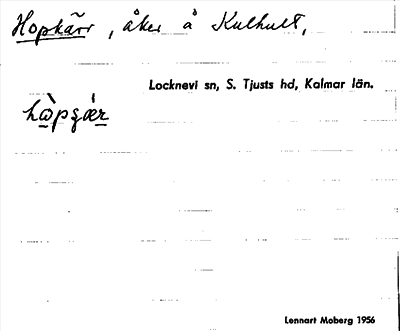 Hopkärr, åker å Kulhult,
Locknevi sn, S. Tjusts hd, Kalmar län.
Lennart Moberg 1956